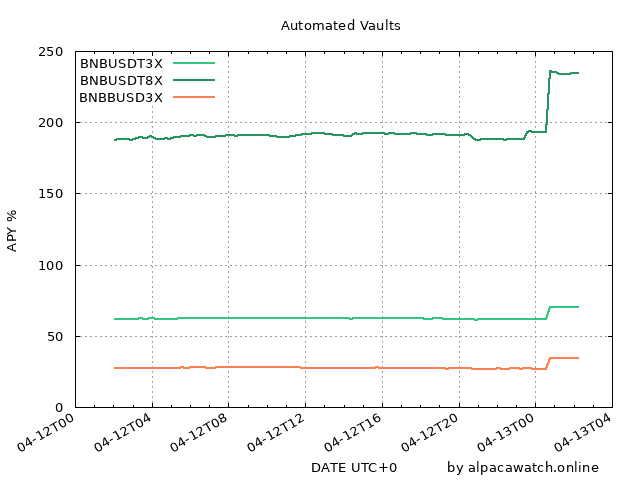 Automated Vaults
BNBUSDT3X
BNBUSDT8X
BNBBUSD3X
APY %
250
200
150
100
50
0
04-12T00
04-12T04
04-12T08
04-12T12
04-12T16
04-12T20
04-13T00
04-13T04
DATE UTC+0
by alpacawatch.online